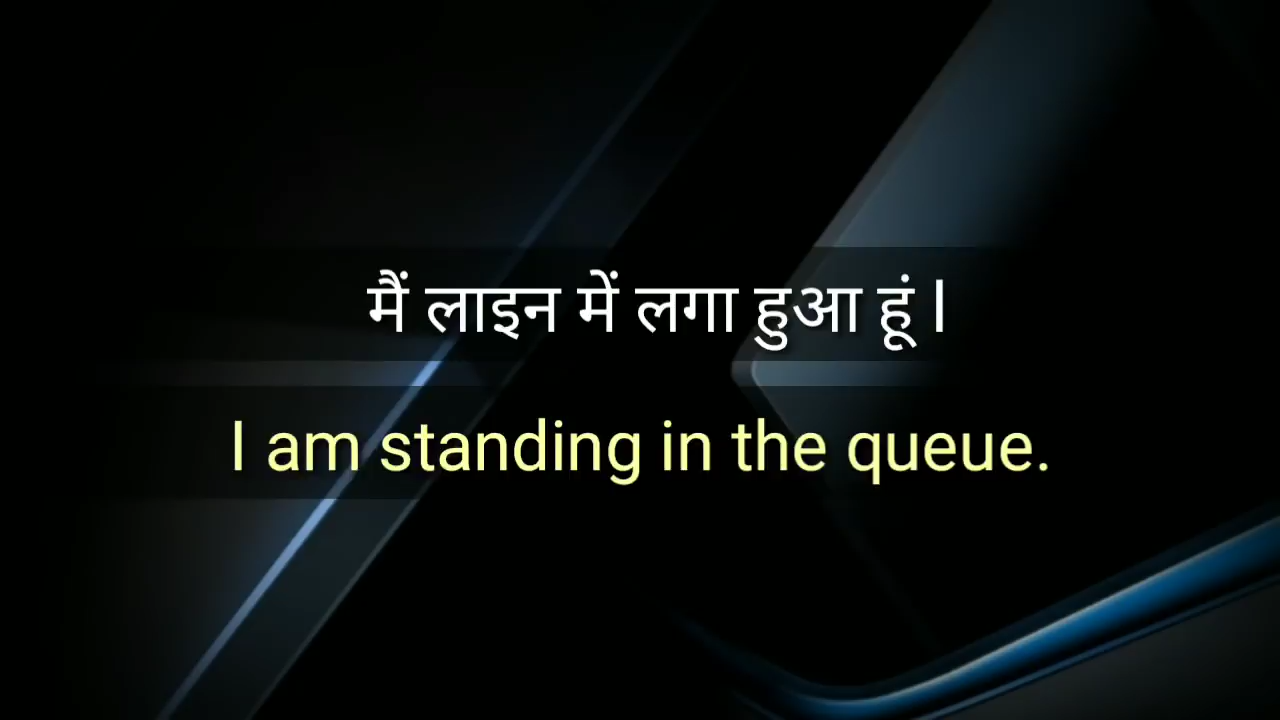 मैं लाइन में लगा हुआ हूं l
I am standing in the queue.